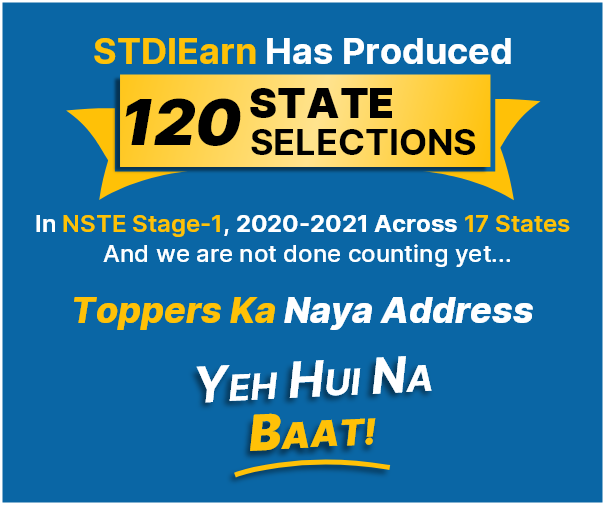 STDIEarn Has Produced
120 STATE
SELECTIONS
In NSTE Stage-1, 2020-2021 Across 17 States
And we are not done counting yet...
Toppers Ka Naya Address
YEH HUI NA
BAAT!